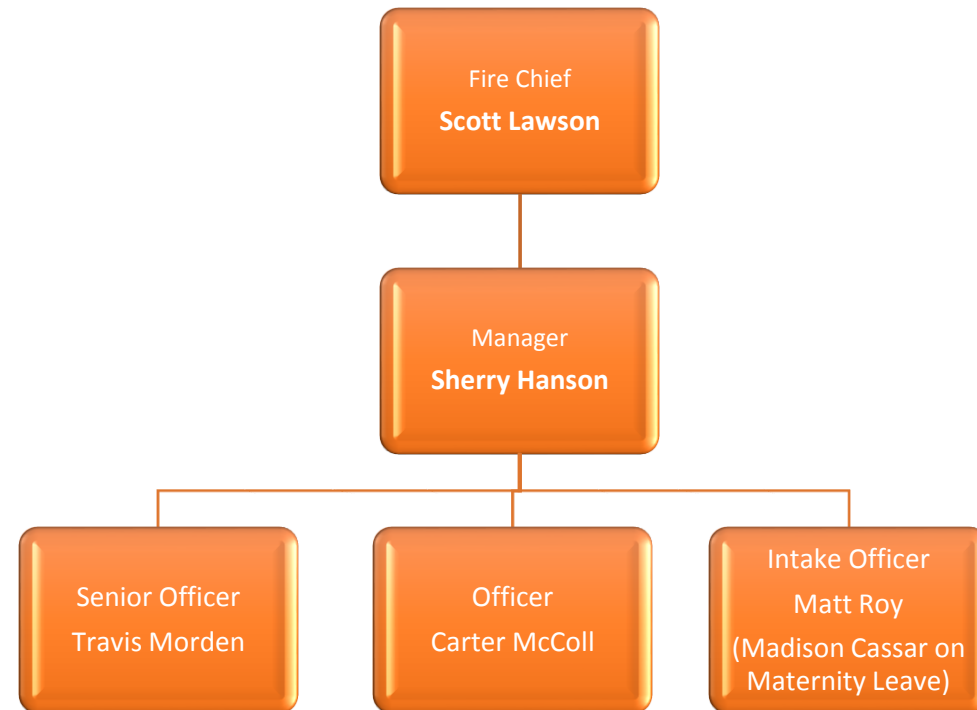 Fire Chief
Scott Lawson
Manager
Sherry Hanson
Senior Officer
Travis Morden
Officer
Carter McColl
Intake Officer
Matt Roy
(Madison Cassar on
Maternity Leave)